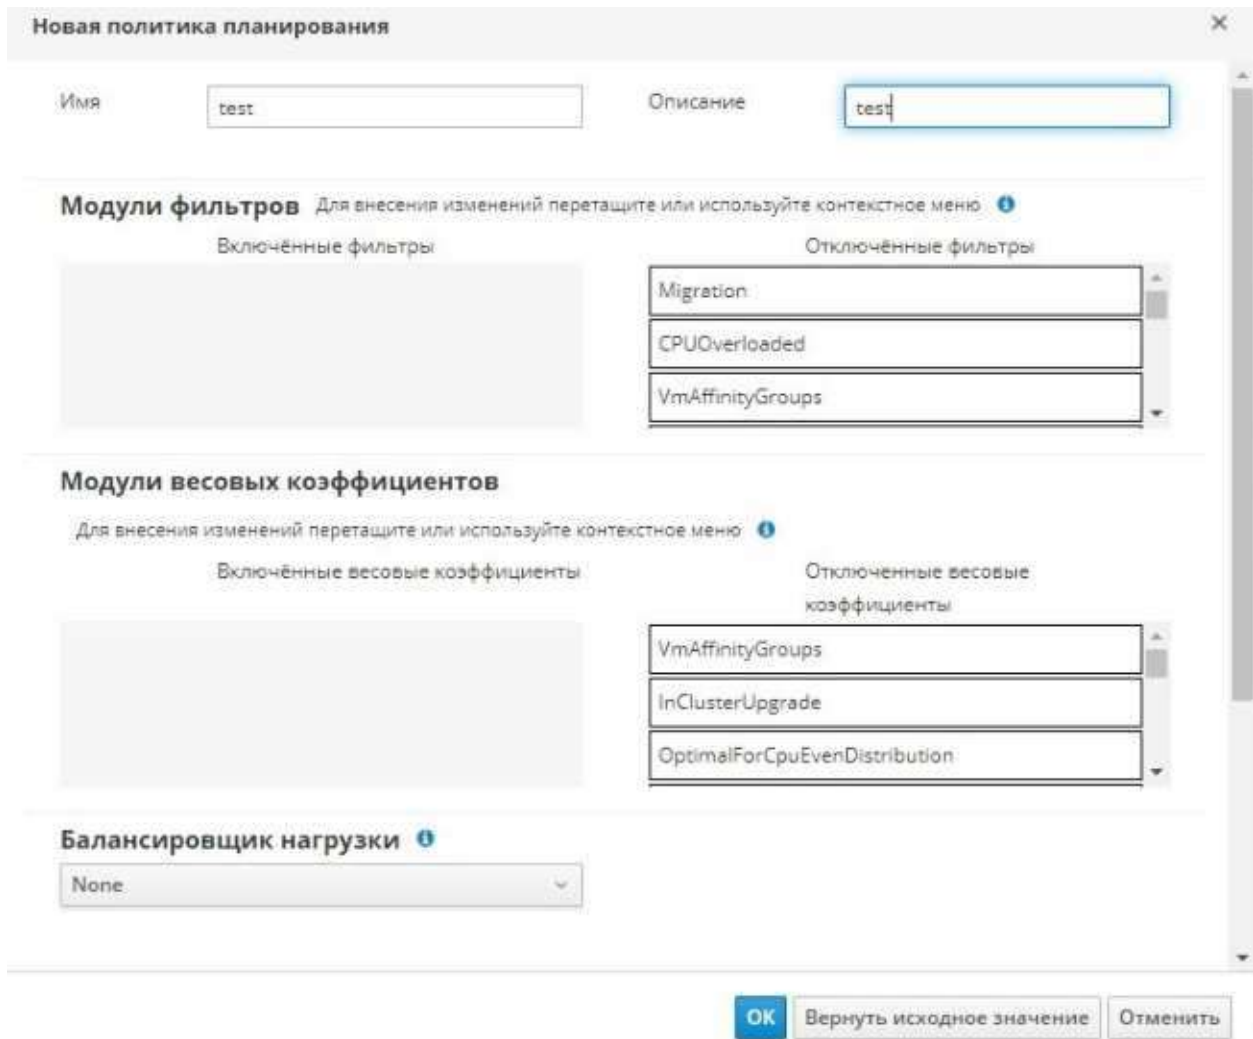 Новая политика планирования
Имя
test
Описание
test
Модули фильтров Для внесения изменений перетащите или используйте контекстное меню
Включённые фильтры
Отключённые фильтры
Migration
CPUOverloaded
VmAffinityGroups
Модули весовых коэффициентов
Для внесения изменений перетащите или используйте контекстное меню
Включённые весовые коэффициенты
Отключенные весовые
коэффициенты
VmAffinityGroups
InClusterUpgrade
OptimalForCpuEvenDistribution
Балансировщик нагрузки
None
OK
Вернуть исходное значение
Отменить